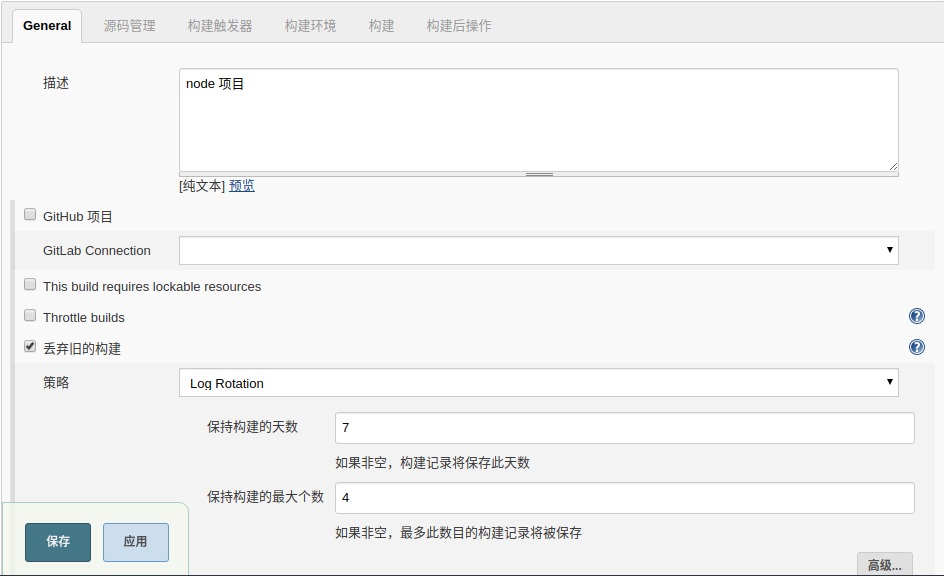 General 源码管理 构建触发器 构建环境 构建 构建后操作
描述
node 项目
[纯文本] 预览
GitHub 项目
GitLab Connection
This build requires lockable resources
Throttle builds
丢弃旧的构建
策略 Log Rotation
保持构建的天数 7
如果非空，构建记录将保存此天数
保持构建的最大个数 4
如果非空，最多此数目的构建记录将被保存
保存 应用
高级...